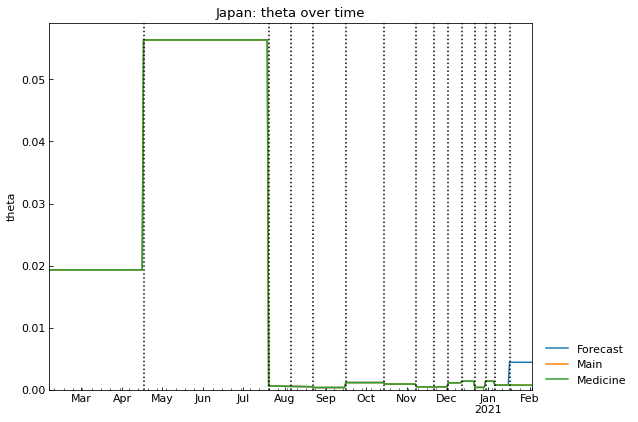 Japan: theta over time
theta
0.05
0.04
0.03
0.02
0.01
0.00
Mar Apr May Jun Jul Aug Sep Oct Nov Dec Jan Feb
2021
Forecast
Main
Medicine